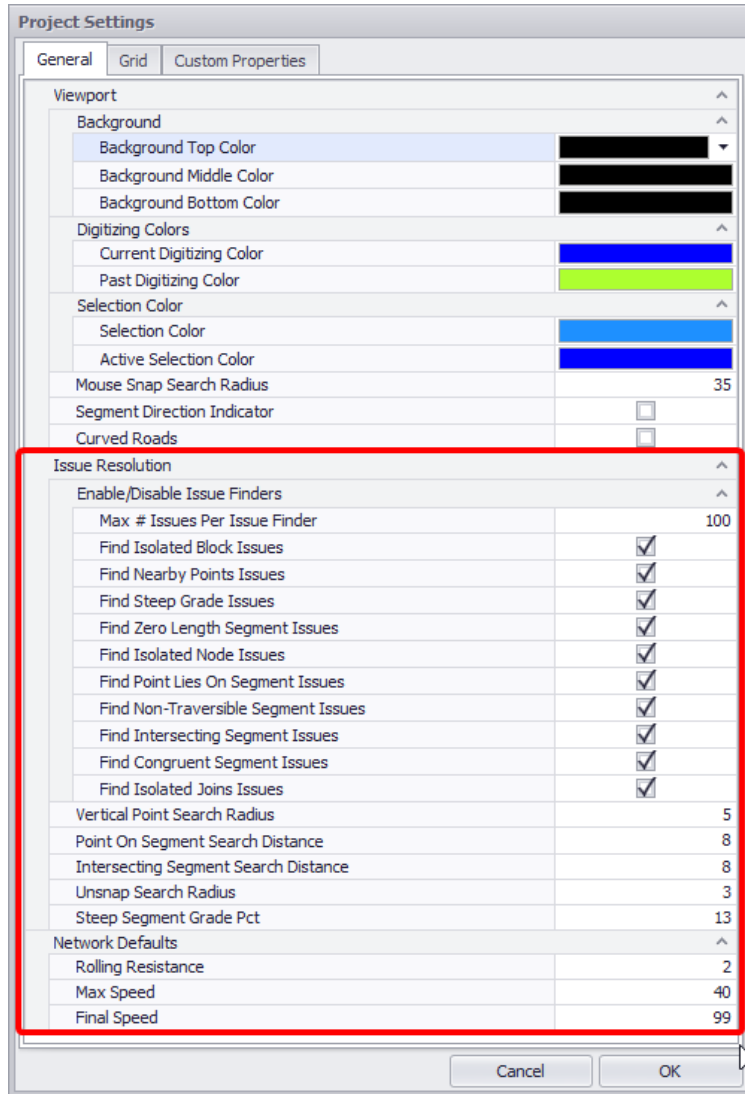 Project Settings
General Grid Custom Properties
Viewport
Background
Background Top Color
Background Middle Color
Background Bottom Color
Digitizing Colors
Current Digitizing Color
Past Digitizing Color
Selection Color
Selection Color
Active Selection Color
Mouse Snap Search Radius 35
Segment Direction Indicator
Curved Roads
Issue Resolution
Enable/Disable Issue Finders
Max # Issues Per Issue Finder 100
Find Isolated Block Issues
Find Nearby Points Issues
Find Steep Grade Issues
Find Zero Length Segment Issues
Find Isolated Node Issues
Find Point Lies On Segment Issues
Find Non-Traversible Segment Issues
Find Intersecting Segment Issues
Find Congruent Segment Issues
Find Isolated Joins Issues
Vertical Point Search Radius 5
Point On Segment Search Distance 8
Intersecting Segment Search Distance 8
Unsnap Search Radius 3
Steep Segment Grade Pct 13
Network Defaults
Rolling Resistance 2
Max Speed 40
Final Speed 99
Cancel OK